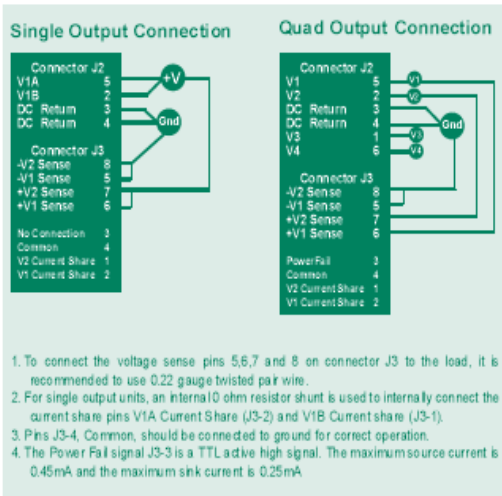 Single Output Connection
Connector J2
V1A 5
V1B 2
DC Return 3
DC Return 4
Connector J3
-V2 Sense 8
-V1 Sense 5
+V2 Sense 7
+V1 Sense 6
No Connection 3
Common 4
V2 Current Share 1
V1 Current Share 2
+V
Gnd
Quad Output Connection
Connector J2
V1 5
V2 2
DC Return 3
DC Return 4
V3 1
V4 6
Connector J3
-V2 Sense 8
-V1 Sense 5
+V2 Sense 7
+V1 Sense 6
Power Fail 3
Common 4
V2 Current Share 1
V1 Current Share 2
V1
V2
Gnd
V3
V4
1. To connect the voltage sense pins 5,6,7 and 8 on connector J3 to the load, it is
recommended to use 0.22 gauge twisted pair wire.
2. For single output units, an internal 0 ohm resistor shunt is used to internally connect the
current share pins V1A Current Share (J3-2) and V1B Current share (J3-1).
3. Pins J3-4, Common, should be connected to ground for correct operation.
4. The Power Fail signal J3-3 is a TTL active high signal. The maximum source current is
0.45mA and the maximum sink current is 0.25mA